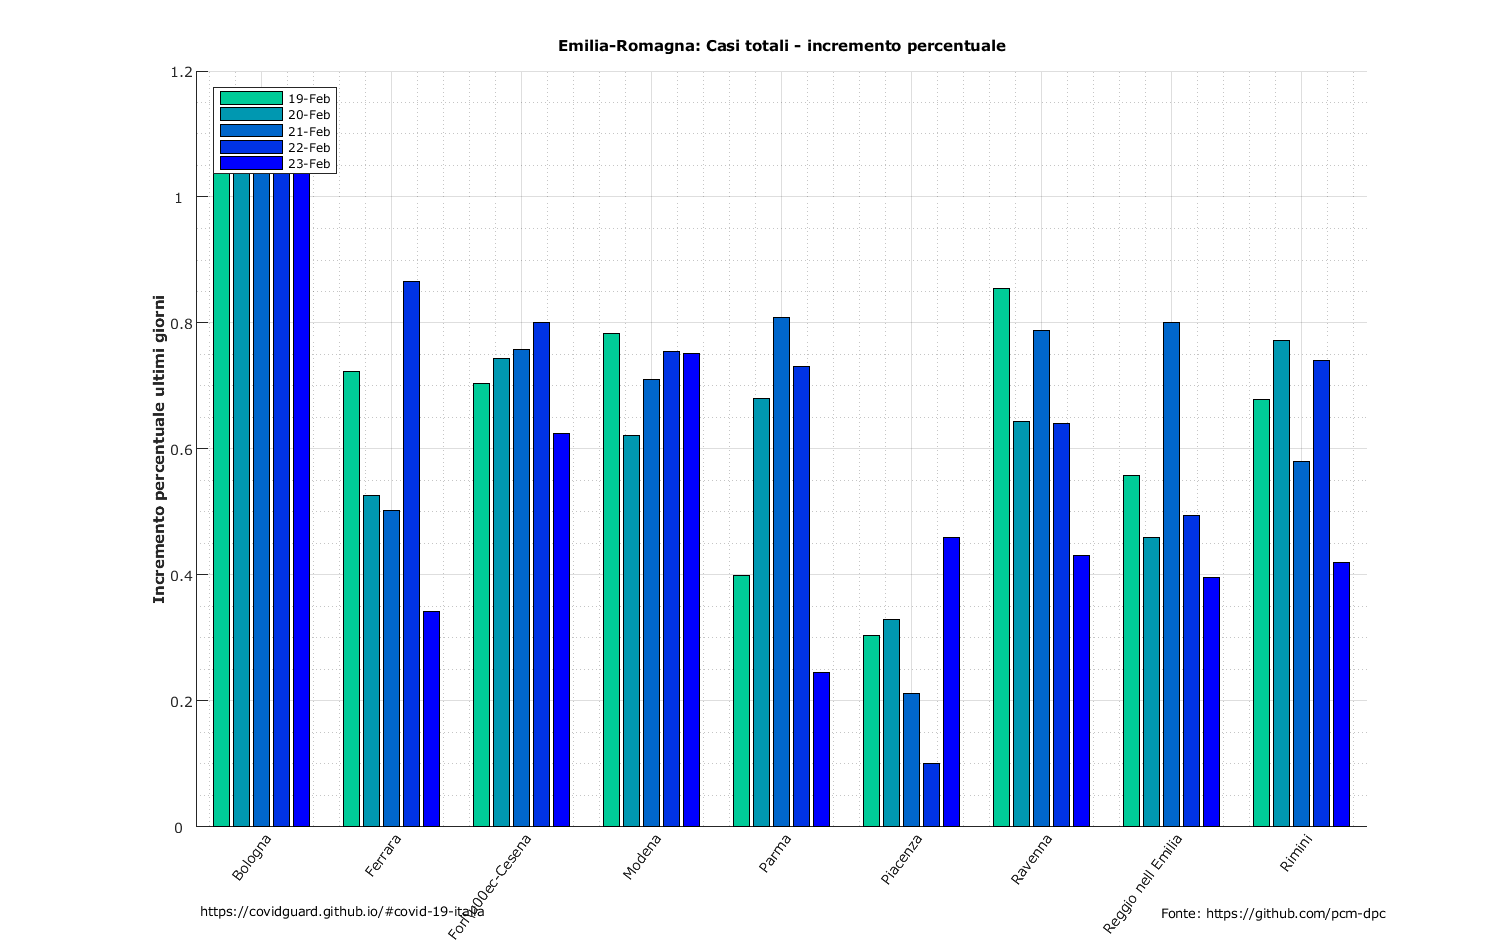 Emilia-Romagna: Casi totali - incremento percentuale
1.2
1
0.8
0.6
0.4
0.2
0
Incremento percentuale ultimi giorni
19-Feb
20-Feb
21-Feb
22-Feb
23-Feb
Bologna
Ferrara
Modena
Parma
Piacenza
Ravenna
Reggio nell Emilia
Rimini
https://covidguard.github.io/#covid-19-italia
Fonte: https://github.com/pcm-dpc